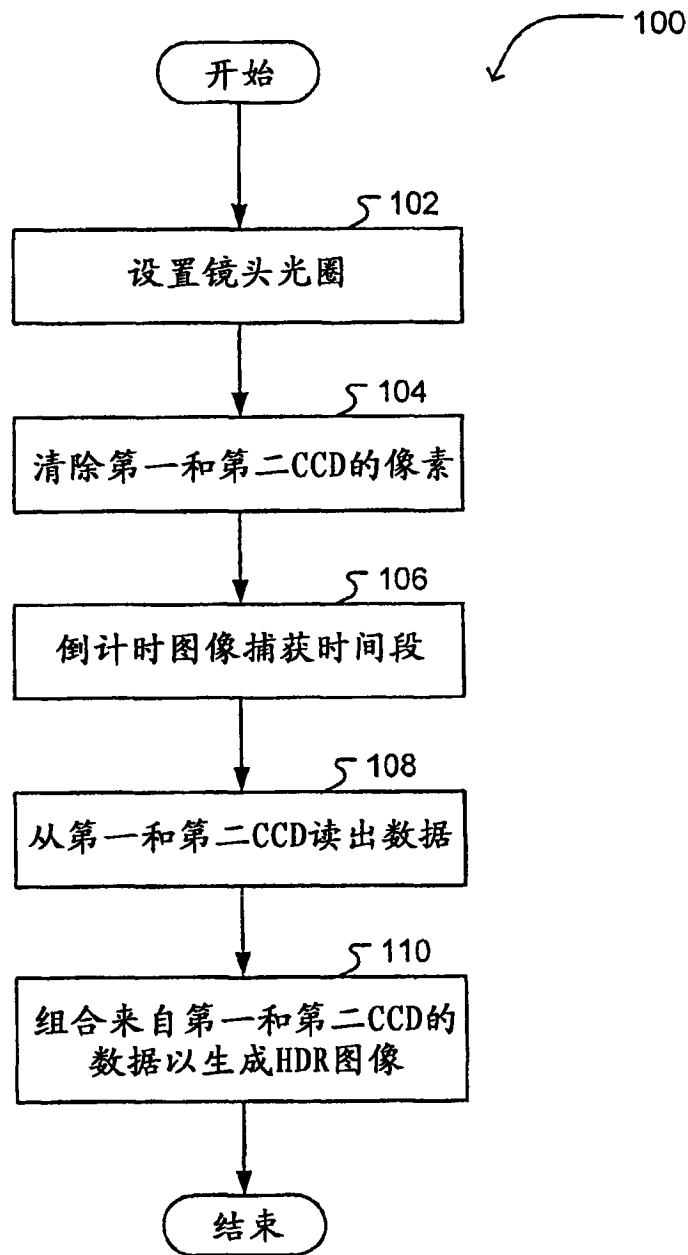 100
开始
102
设置镜头光圈
104
清除第一和第二CCD的像素
106
倒计时图像捕获时间段
108
从第一和第二CCD读出数据
110
组合来自第一和第二CCD的
数据以生成HDR图像
结束